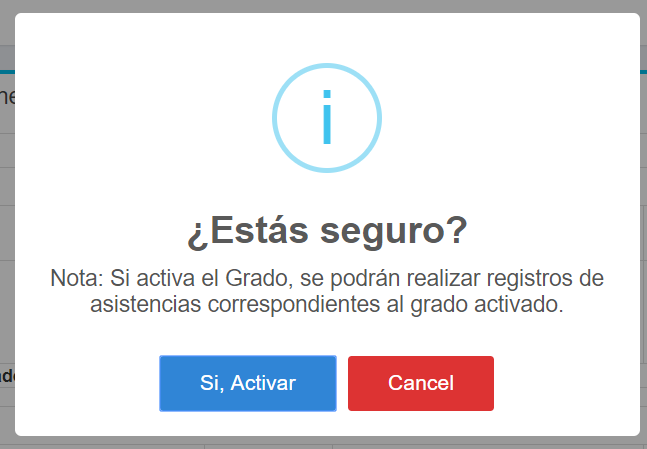 ¿Estás seguro?
Nota: Si activa el Grado, se podrán realizar registros de
asistencias correspondientes al grado activado.
Si, Activar
Cancel